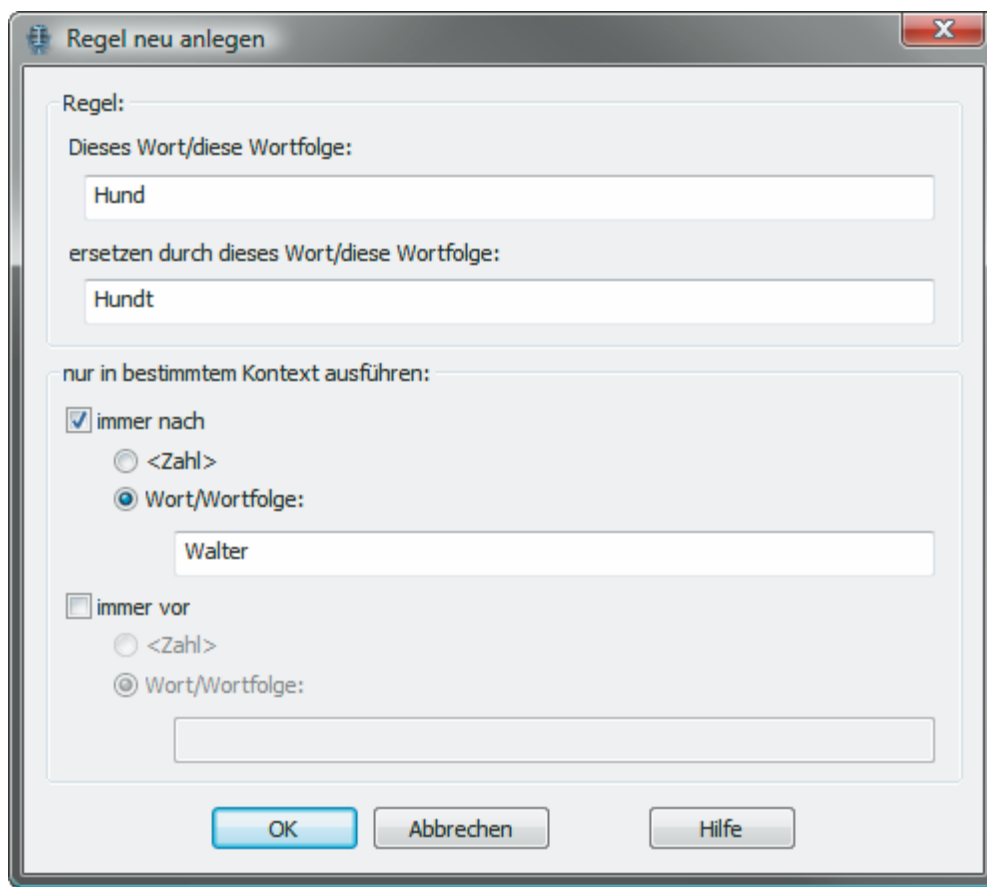 Regel neu anlegen
Regel:
Dieses Wort/diese Wortfolge:
Hund
ersetzen durch dieses Wort/diese Wortfolge:
Hundt
nur in bestimmtem Kontext ausführen:
immer nach
<Zahl>
Wort/Wortfolge:
Walter
immer vor
<Zahl>
Wort/Wortfolge:
OK Abbrechen Hilfe